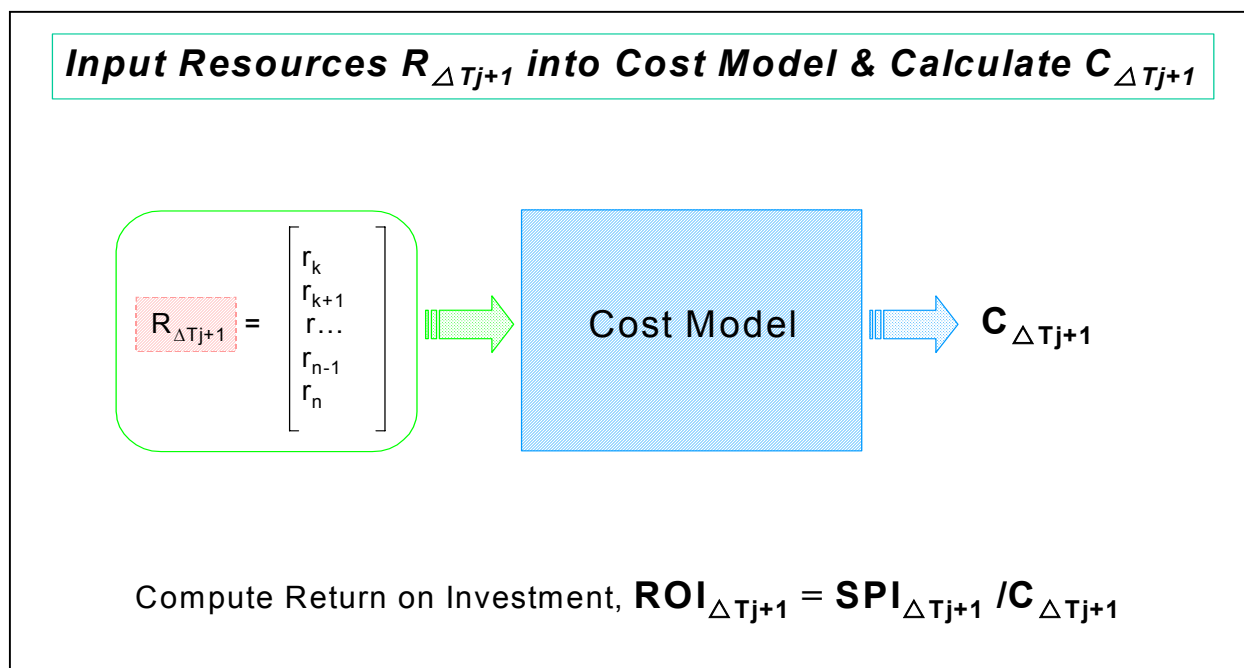 Input Resources R△Tj+1 into Cost Model & Calculate C△Tj+1
rk
rk+1
RΔTj+1 = r…
rn-1
rn
Cost Model
C△Tj+1
Compute Return on Investment, ROI△Tj+1 = SPI△Tj+1 /C△Tj+1